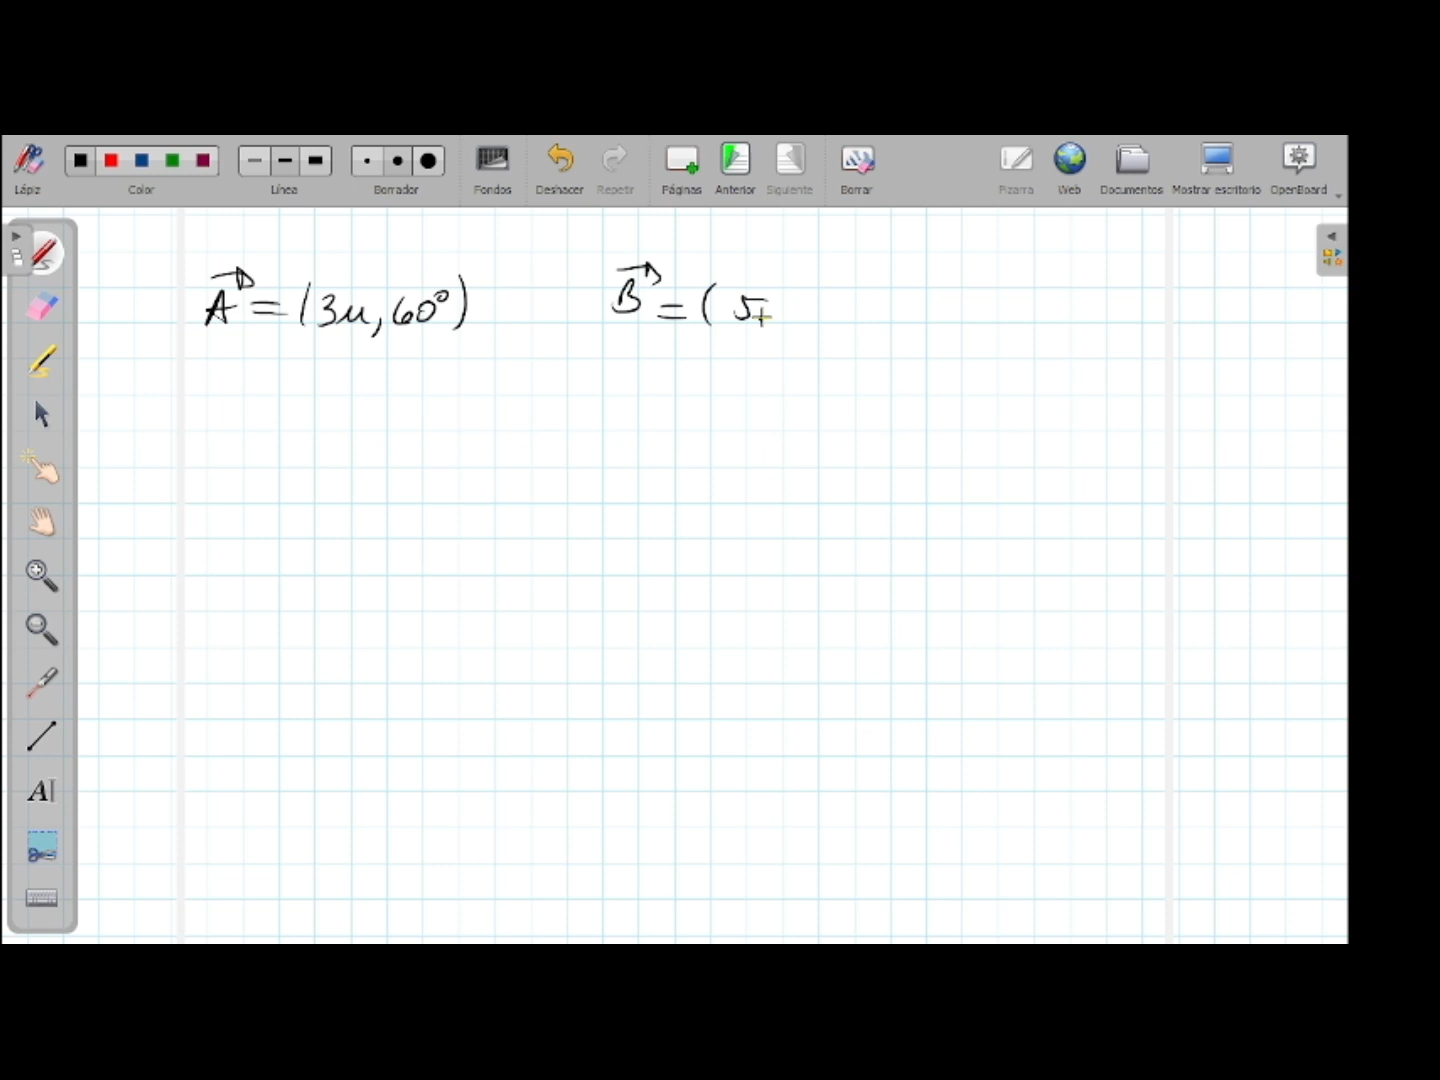 Lápiz Color Línea Borrador Fondos Deshacer Repetir Páginas Anterior Siguiente Borrar Pizarra Web Documentos Mostrar escritorio OpenBoard
A = (3u, 60°) B = ( 5
A